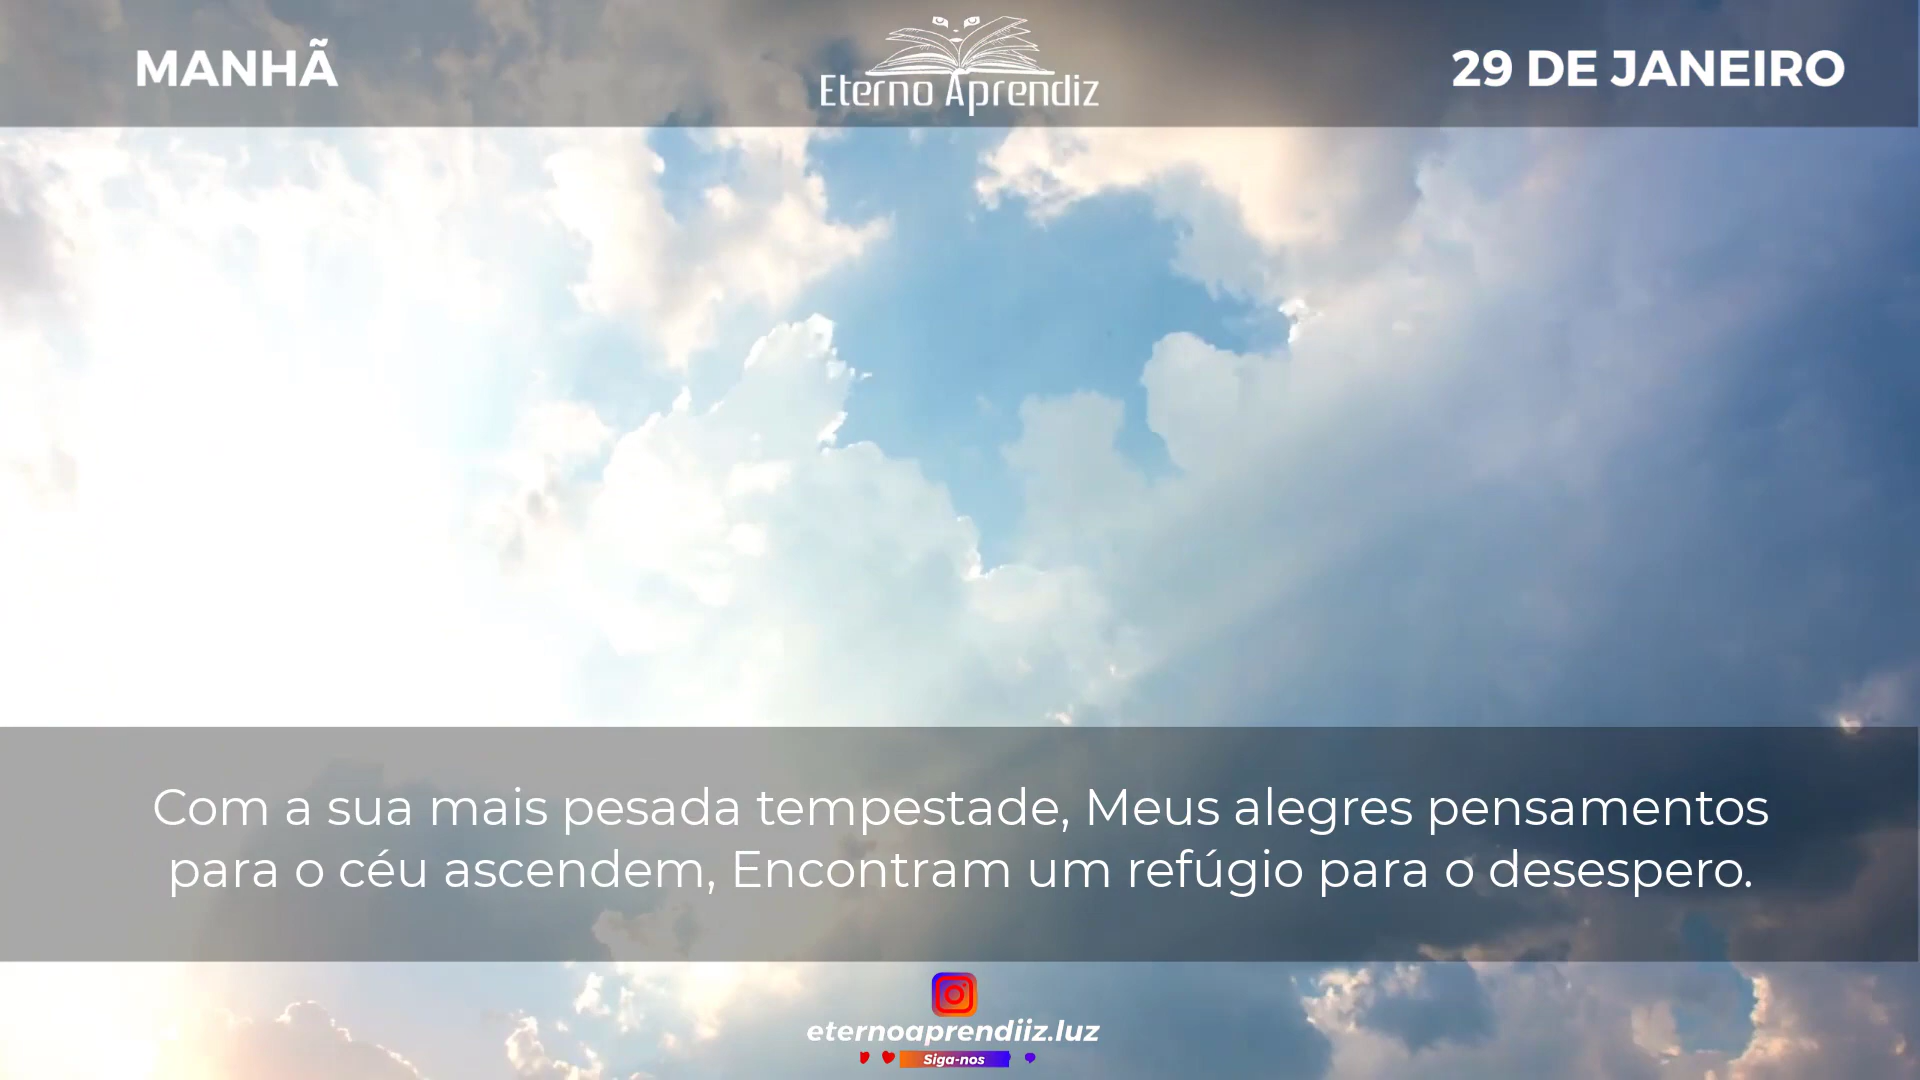 MANHÃ
Eterno Aprendiz
29 DE JANEIRO
Com a sua mais pesada tempestade, Meus alegres pensamentos
para o céu ascendem, Encontram um refúgio para o desespero.
eternoaprendiiz.luz
Siga-nos